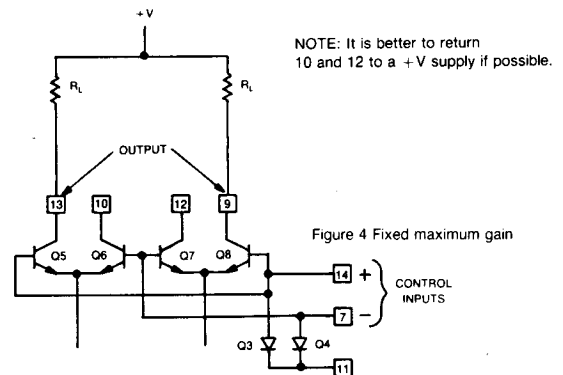 +V
NOTE: It is better to return
10 and 12 to a +V supply if possible.
RL
RL
OUTPUT
13
10
12
9
Figure 4 Fixed maximum gain
Q5
Q6
Q7
Q8
14 +
CONTROL
INPUTS
7 −
Q3
Q4
11